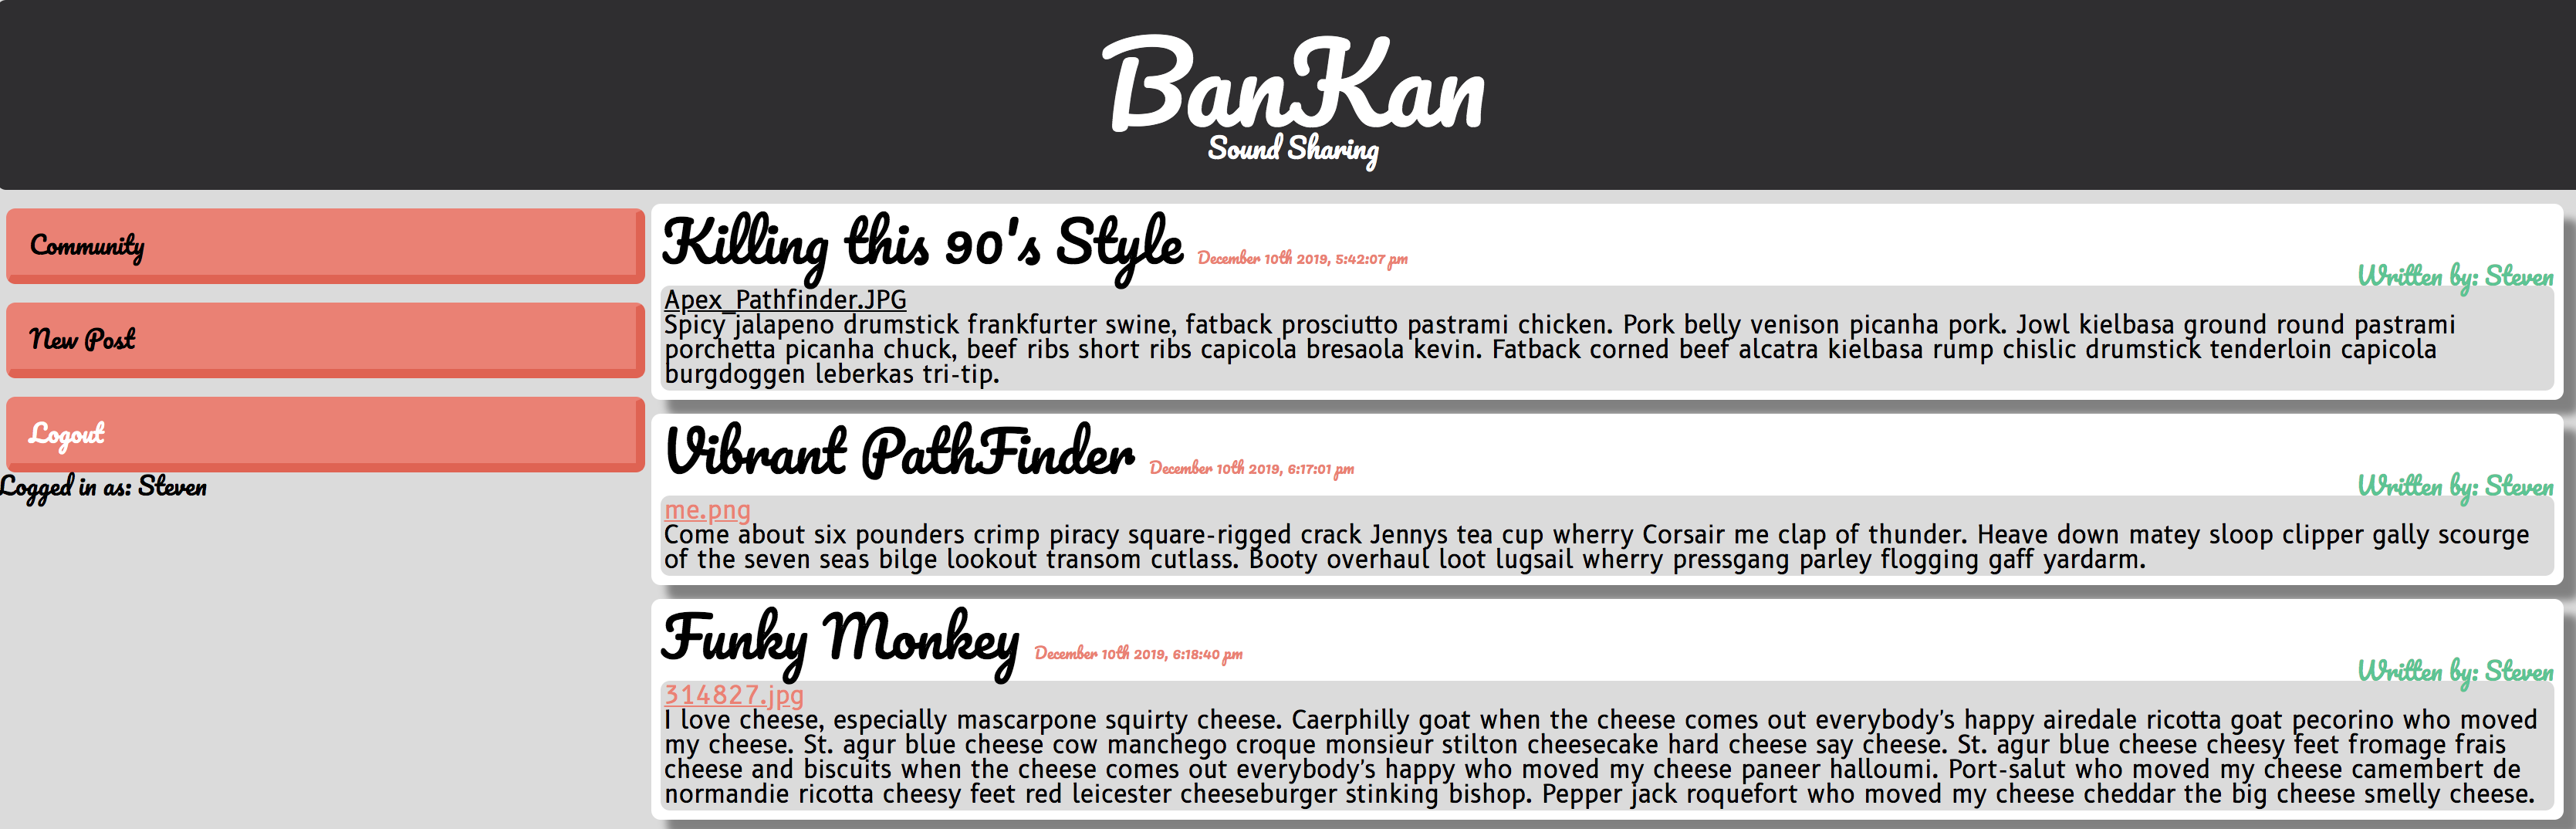 BanKan
Sound Sharing
Community
New Post
Logout
Logged in as: Steven
Killing this 90's Style December 10th 2019, 5:42:07 pm
Written by: Steven
Apex_Pathfinder.JPG
Spicy jalapeno drumstick frankfurter swine, fatback prosciutto pastrami chicken. Pork belly venison picanha pork. Jowl kielbasa ground round pastrami
porchetta picanha chuck, beef ribs short ribs capicola bresaola kevin. Fatback corned beef alcatra kielbasa rump chislic drumstick tenderloin capicola
burgdoggen leberkas tri-tip.
Vibrant PathFinder December 10th 2019, 6:17:01 pm
Written by: Steven
me.png
Come about six pounders crimp piracy square-rigged crack Jennys tea cup wherry Corsair me clap of thunder. Heave down matey sloop clipper gally scourge
of the seven seas bilge lookout transom cutlass. Booty overhaul loot lugsail wherry pressgang parley flogging gaff yardarm.
Funky Monkey December 10th 2019, 6:18:40 pm
Written by: Steven
314827.jpg
I love cheese, especially mascarpone squirty cheese. Caerphilly goat when the cheese comes out everybody's happy airedale ricotta goat pecorino who moved
my cheese. St. agur blue cheese cow manchego croque monsieur stilton cheesecake hard cheese say cheese. St. agur blue cheese cheesy feet fromage frais
cheese and biscuits when the cheese comes out everybody's happy who moved my cheese paneer halloumi. Port-salut who moved my cheese camembert de
normandie ricotta cheesy feet red leicester cheeseburger stinking bishop. Pepper jack roquefort who moved my cheese cheddar the big cheese smelly cheese.